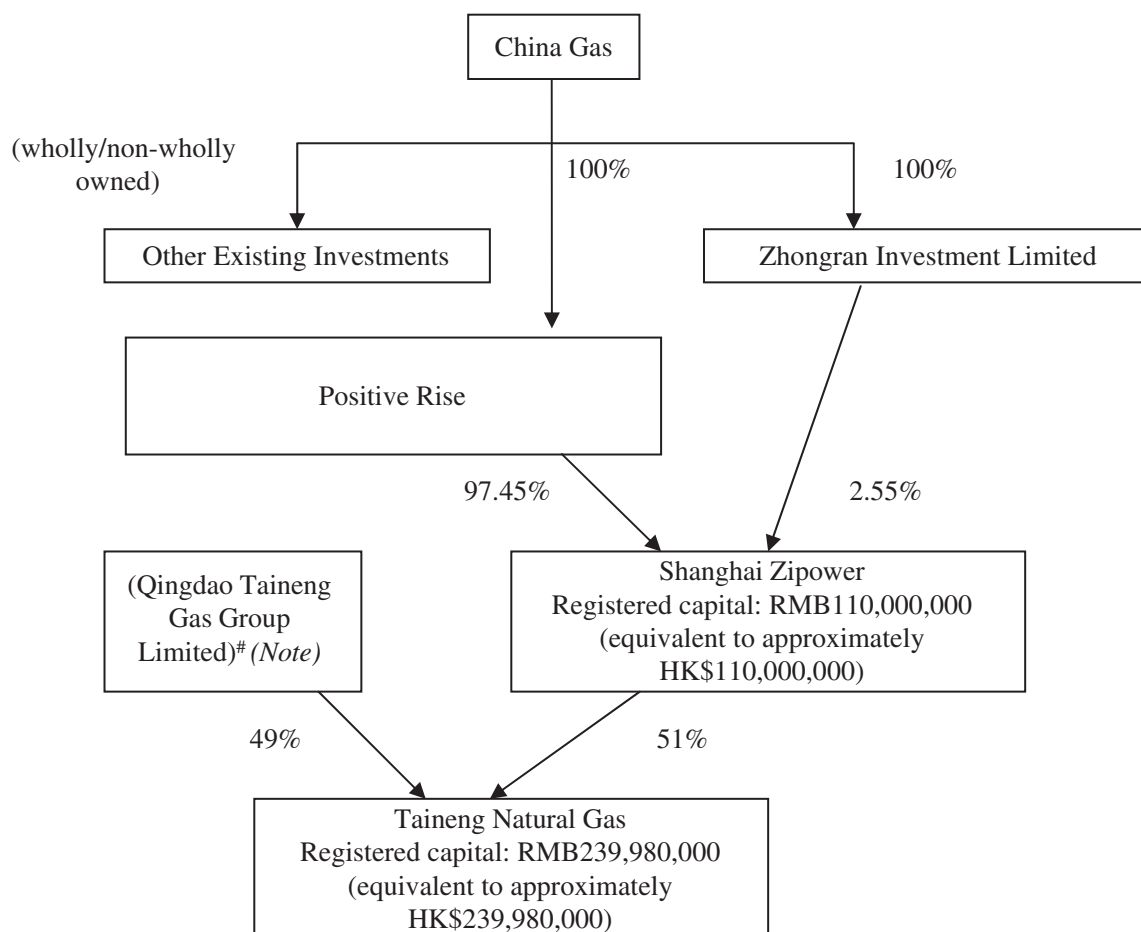 China Gas
(wholly/non-wholly
owned)
100%
100%
Other Existing Investments
Zhongran Investment Limited
Positive Rise
97.45%
2.55%
(Qingdao Taineng
Gas Group
Limited)# (Note)
Shanghai Zipower
Registered capital: RMB110,000,000
(equivalent to approximately
HK$110,000,000)
49%
51%
Taineng Natural Gas
Registered capital: RMB239,980,000
(equivalent to approximately
HK$239,980,000)